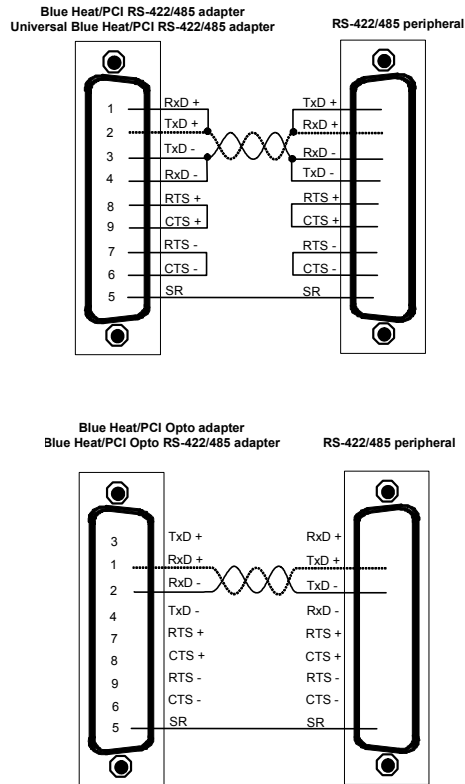 Blue Heat/PCI RS-422/485 adapter
Universal Blue Heat/PCI RS-422/485 adapter
RS-422/485 peripheral
1 RxD + TxD +
2 TxD + RxD +
3 TxD - RxD -
4 RxD - TxD -
8 RTS + RTS +
9 CTS + CTS +
7 RTS - RTS -
6 CTS - CTS -
5 SR SR
Blue Heat/PCI Opto adapter
Blue Heat/PCI Opto RS-422/485 adapter
RS-422/485 peripheral
3 TxD + RxD +
1 RxD + TxD +
2 RxD - TxD -
4 TxD - RxD -
7 RTS + RTS +
8 CTS + CTS +
9 RTS - RTS -
6 CTS - CTS -
5 SR SR